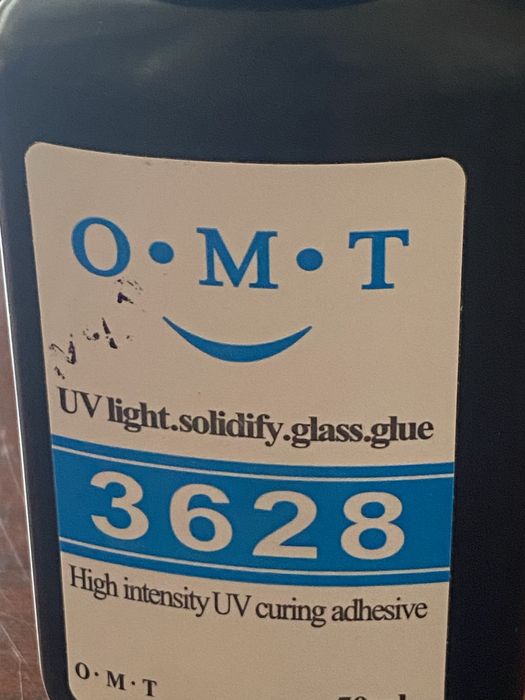 O•M•T
UV light.solidify.glass.glue
3628
High intensity UV curing adhesive
O·M·T